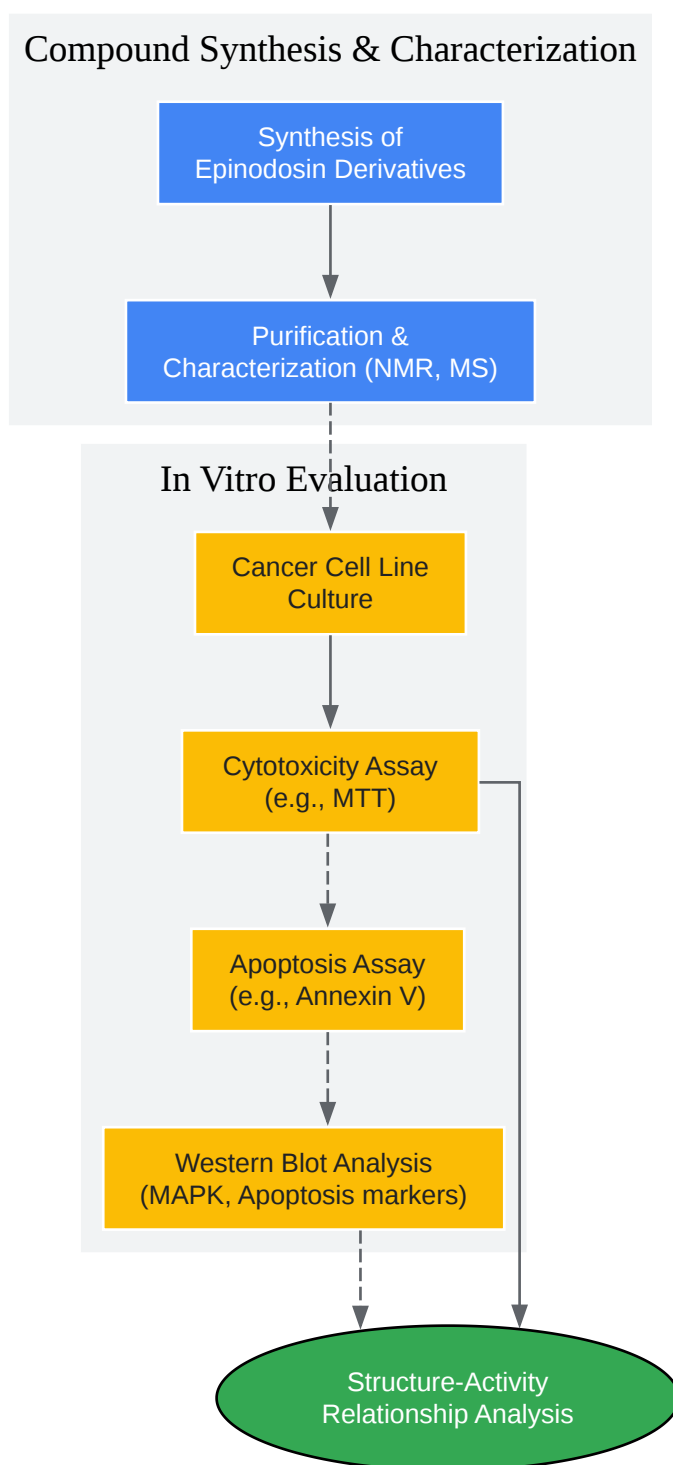 Compound Synthesis & Characterization
Synthesis of
Epinodosin Derivatives
Purification &
Characterization (NMR, MS)
In Vitro Evaluation
Cancer Cell Line
Culture
Cytotoxicity Assay
(e.g., MTT)
Apoptosis Assay
(e.g., Annexin V)
Western Blot Analysis
(MAPK, Apoptosis markers)
Structure-Activity
Relationship Analysis